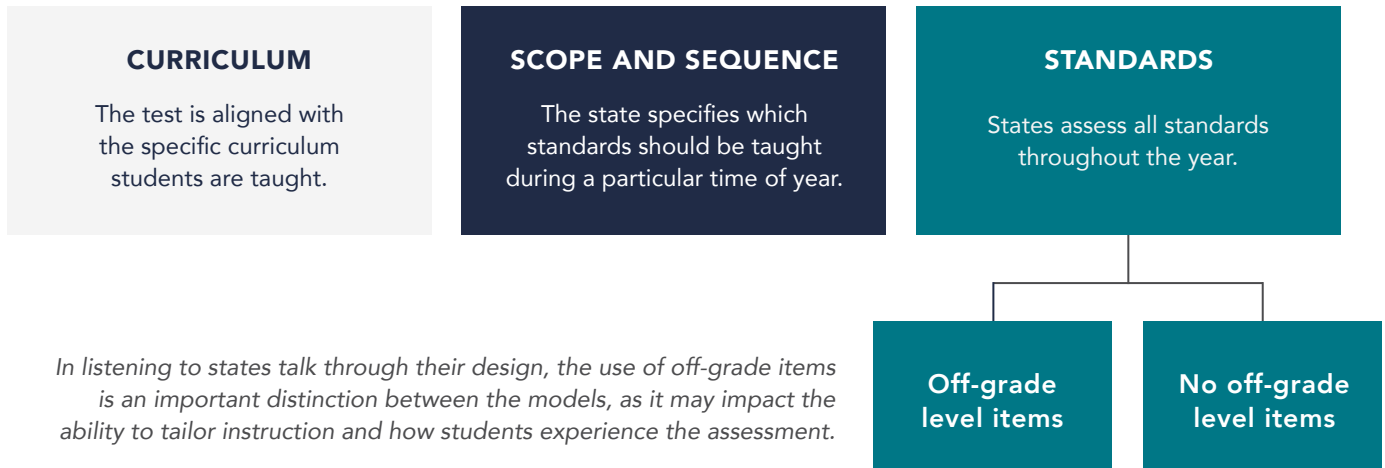 CURRICULUM
The test is aligned with
the specific curriculum
students are taught.
SCOPE AND SEQUENCE
The state specifies which
standards should be taught
during a particular time of year.
STANDARDS
States assess all standards
throughout the year.
In listening to states talk through their design, the use of off-grade items
is an important distinction between the models, as it may impact the
ability to tailor instruction and how students experience the assessment.
Off-grade
level items
No off-grade
level items